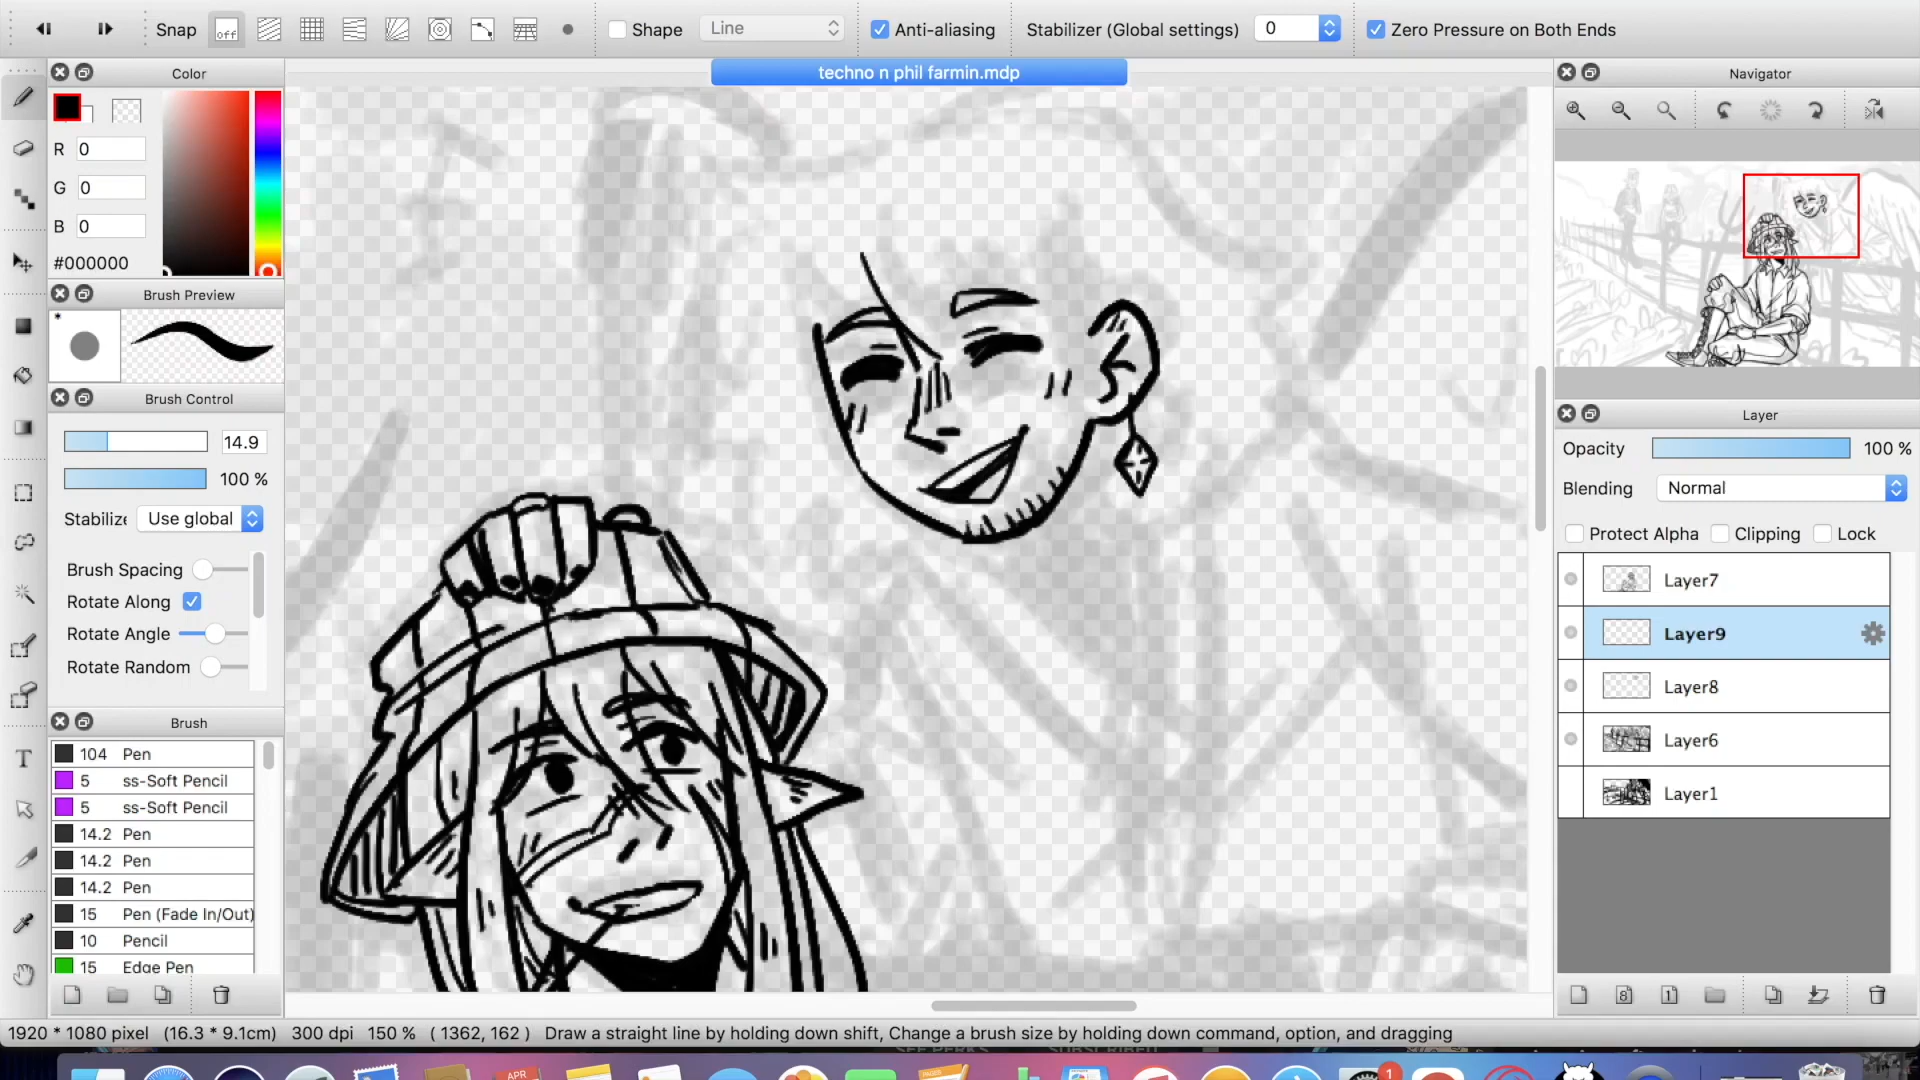 Snap off Shape Line Anti-aliasing Stabilizer (Global settings) 0 Zero Pressure on Both Ends
Color
techno n phil farmin.mdp
Navigator
R 0
G 0
B 0
#000000
Brush Preview
*
Brush Control
14.9
100 %
Stabilize Use global
Brush Spacing
Rotate Along
Rotate Angle
Rotate Random
Brush
104 Pen
5 ss-Soft Pencil
5 ss-Soft Pencil
14.2 Pen
14.2 Pen
14.2 Pen
15 Pen (Fade In/Out)
10 Pencil
15 Edge Pen
T
Layer
Opacity 100 %
Blending Normal
Protect Alpha Clipping Lock
Layer7
Layer9
Layer8
Layer6
Layer1
8 1
1920 * 1080 pixel (16.3 * 9.1cm) 300 dpi 150 % ( 1362, 162 ) Draw a straight line by holding down shift, Change a brush size by holding down command, option, and dragging
APR
1